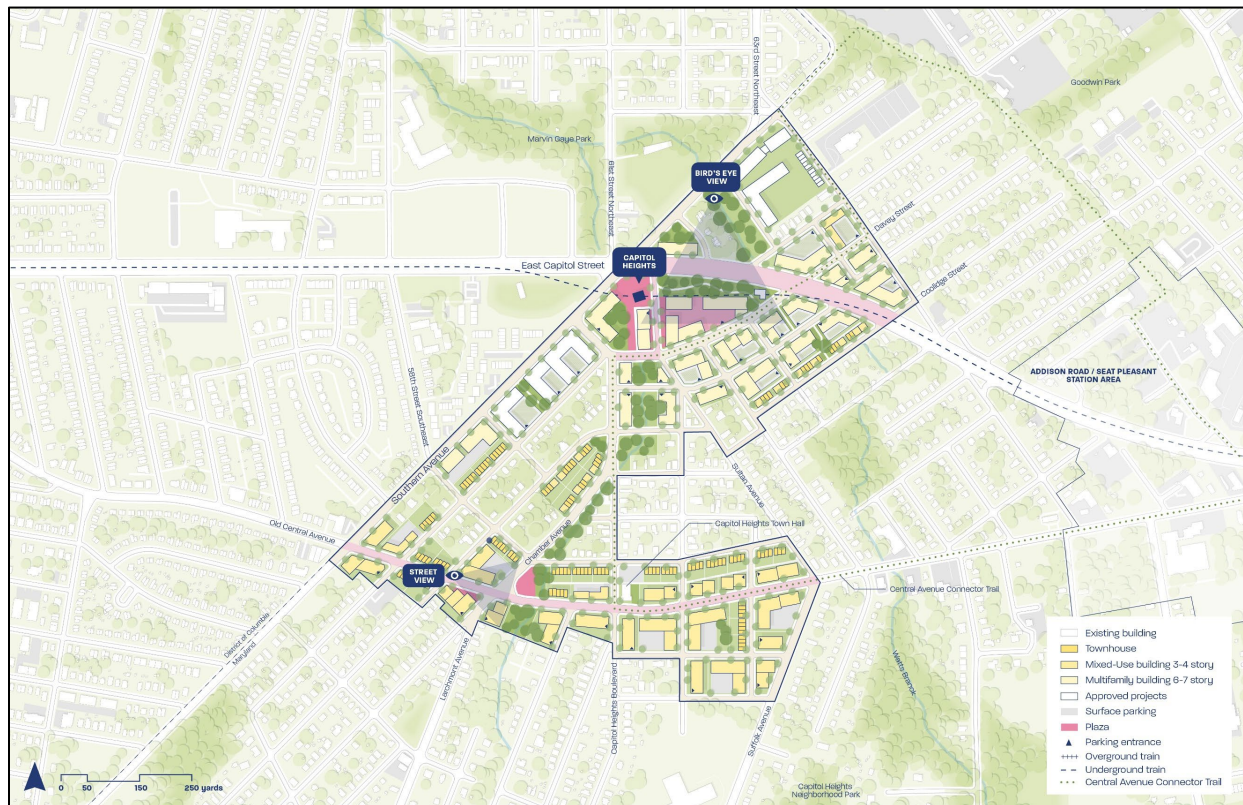 63rd Street Northeast
Goodwin Park
Marvin Gaye Park
61st Street Northeast
BIRD'S EYE
VIEW
Davey Street
CAPITOL
HEIGHTS
East Capitol Street
Coolidge Street
ADDISON ROAD / SEAT PLEASANT
STATION AREA
58th Street Southeast
Southern Avenue
Sultan Avenue
Old Central Avenue
Capitol Heights Town Hall
Chamber Avenue
STREET
VIEW
Central Avenue Connector Trail
District of Columbia
Maryland
Larchmont Avenue
Capitol Heights Boulevard
Suffolk Avenue
Watts Branch
Capitol Heights
Neighborhood Park
Existing building
Townhouse
Mixed-Use building 3-4 story
Multifamily building 6-7 story
Approved projects
Surface parking
Plaza
Parking entrance
Overground train
Underground train
Central Avenue Connector Trail
0 50 150 250 yards